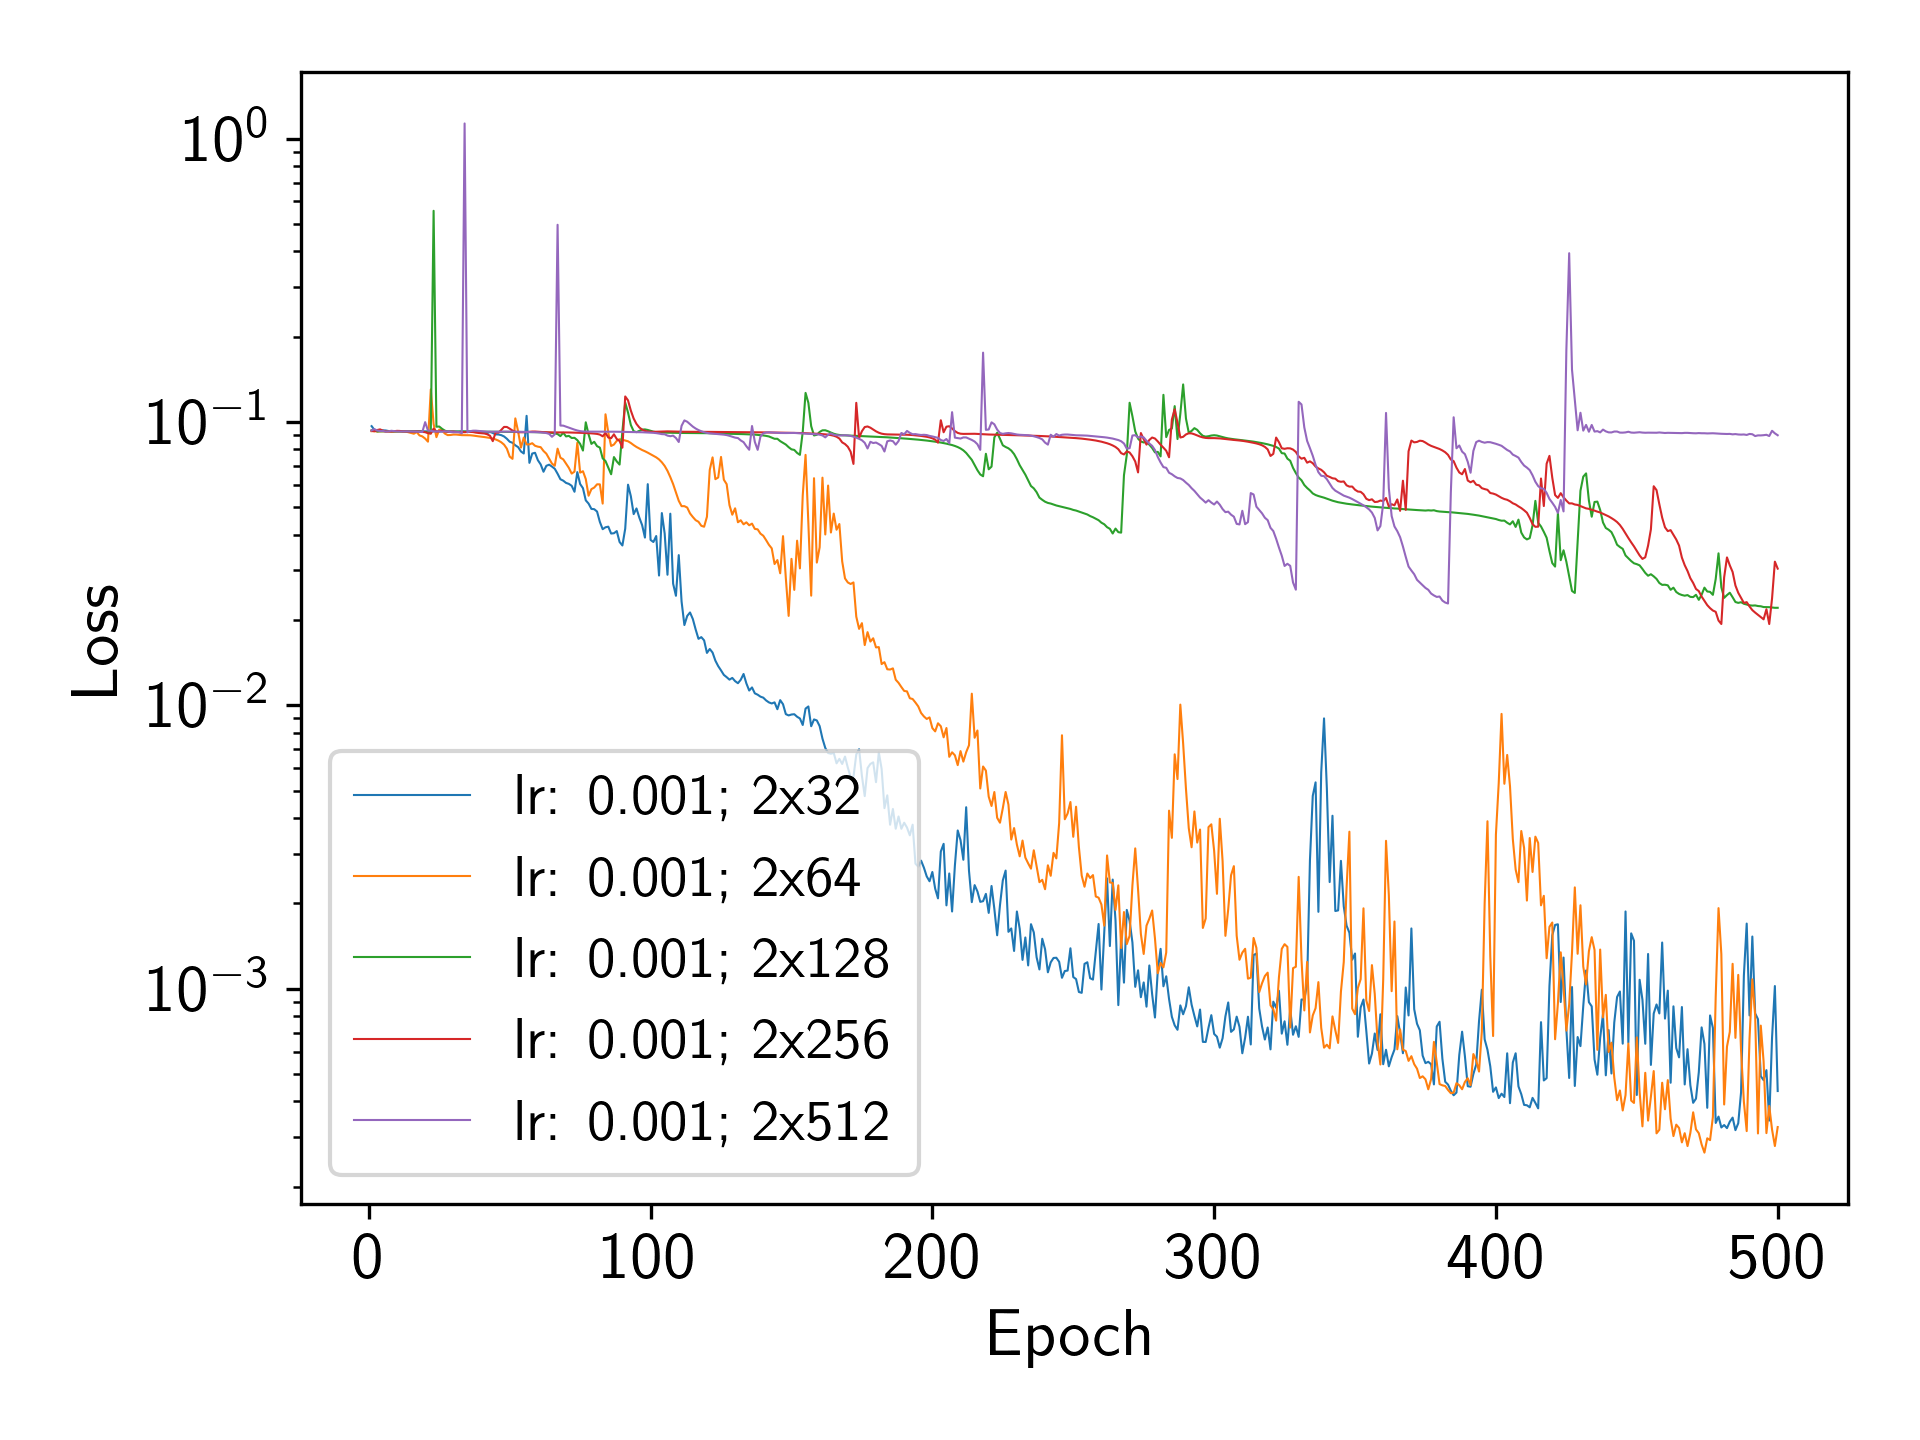 10^0
10^-1
10^-2
10^-3
Loss
lr: 0.001; 2x32
lr: 0.001; 2x64
lr: 0.001; 2x128
lr: 0.001; 2x256
lr: 0.001; 2x512
0 100 200 300 400 500
Epoch